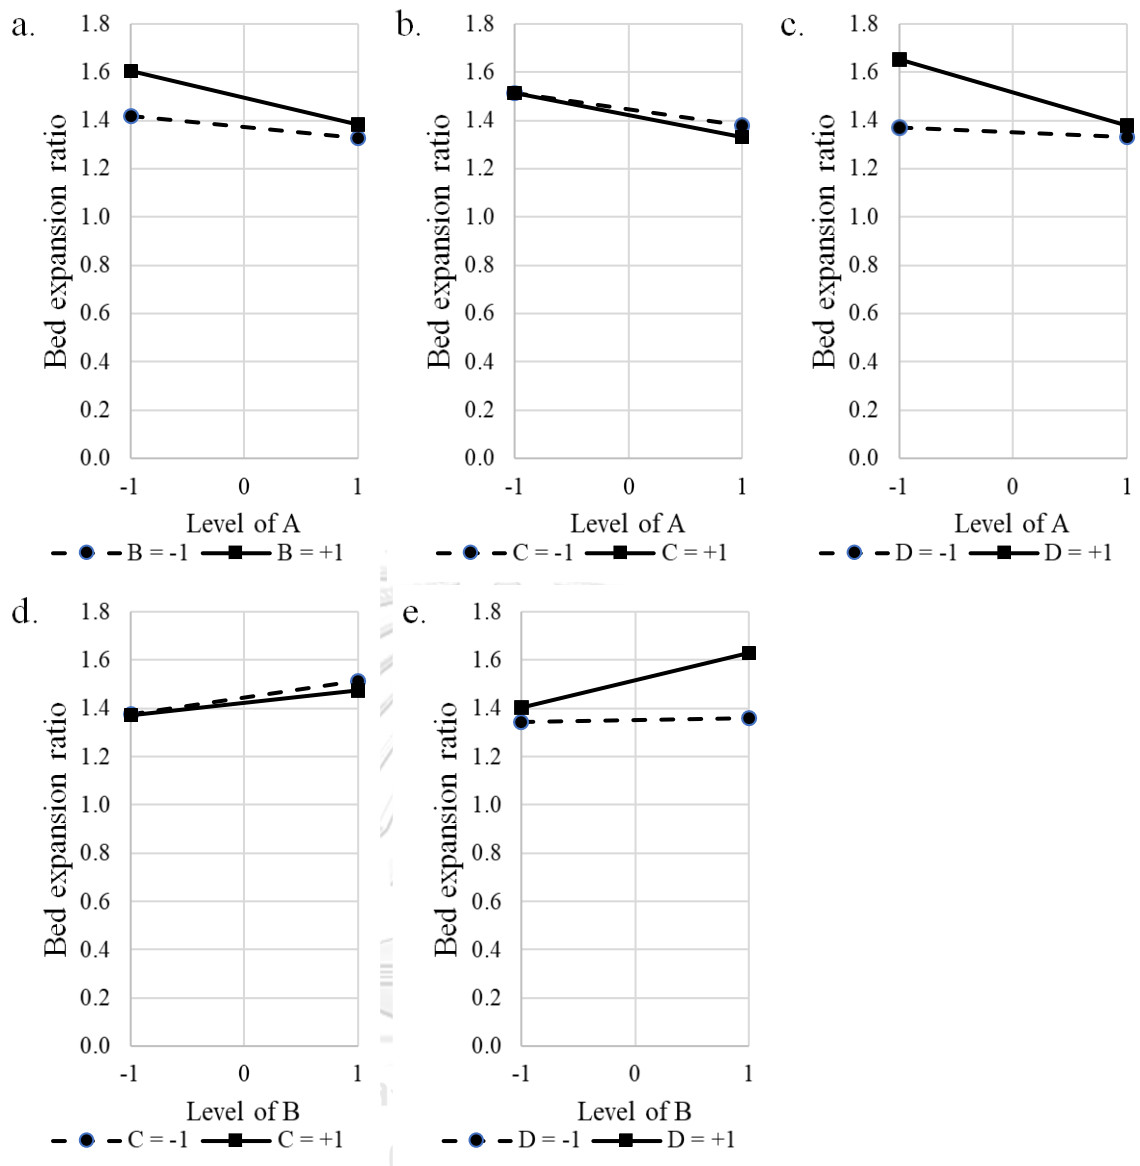 a.
Bed expansion ratio
1.8
1.6
1.4
1.2
1.0
0.8
0.6
0.4
0.2
0.0
-1 0 1
Level of A
B = -1 B = +1
b.
Bed expansion ratio
1.8
1.6
1.4
1.2
1.0
0.8
0.6
0.4
0.2
0.0
-1 0 1
Level of A
C = -1 C = +1
c.
Bed expansion ratio
1.8
1.6
1.4
1.2
1.0
0.8
0.6
0.4
0.2
0.0
-1 0 1
Level of A
D = -1 D = +1
d.
Bed expansion ratio
1.8
1.6
1.4
1.2
1.0
0.8
0.6
0.4
0.2
0.0
-1 0 1
Level of B
C = -1 C = +1
e.
Bed expansion ratio
1.8
1.6
1.4
1.2
1.0
0.8
0.6
0.4
0.2
0.0
-1 0 1
Level of B
D = -1 D = +1